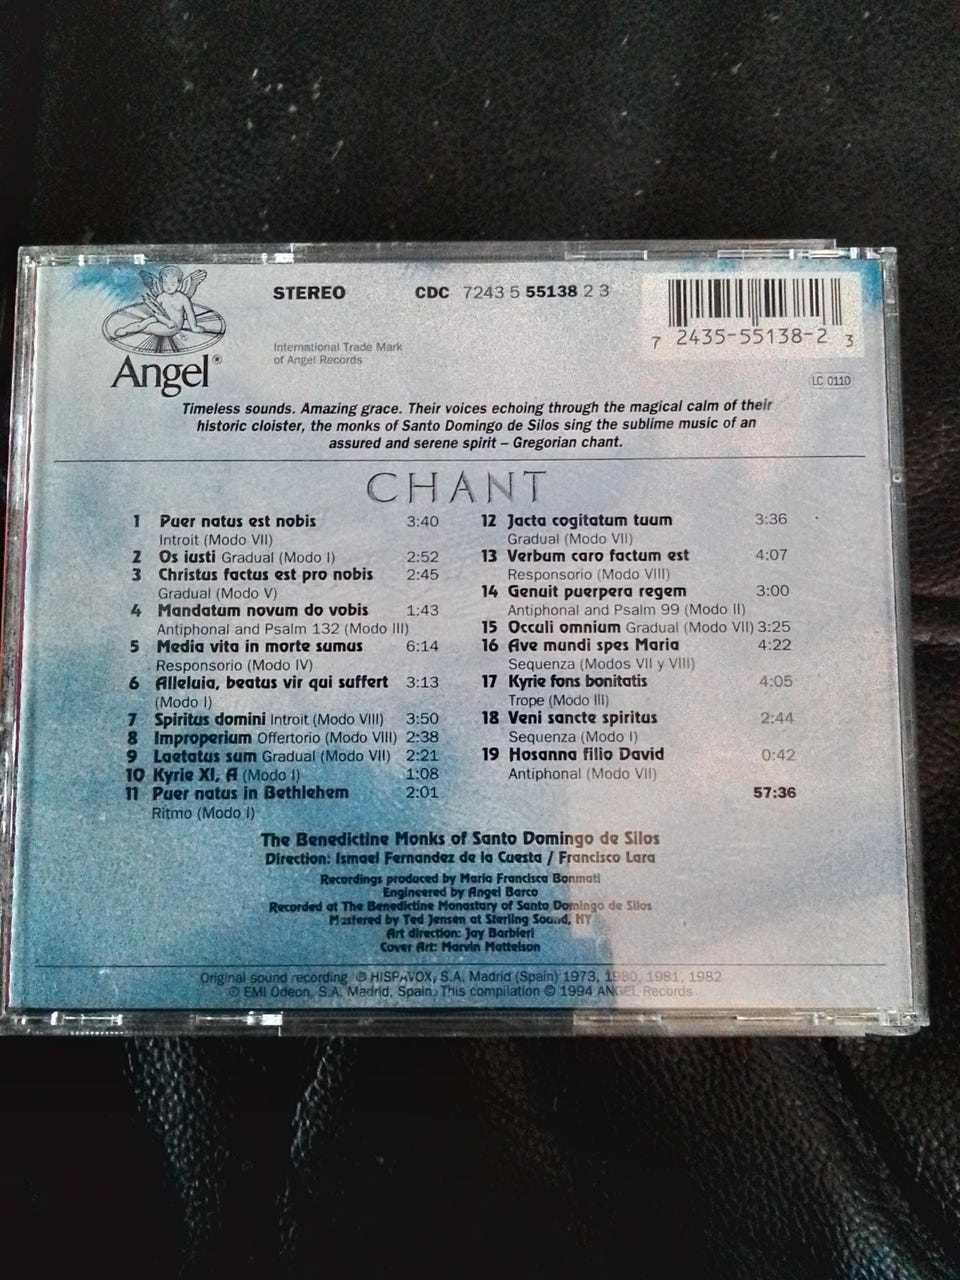 STEREO
CDC 7243 5 55138 2 3
7 2435-55138-2 3
International Trade Mark
of Angel Records
Angel®
LC 0110
Timeless sounds. Amazing grace. Their voices echoing through the magical calm of their
historic cloister, the monks of Santo Domingo de Silos sing the sublime music of an
assured and serene spirit – Gregorian chant.
CHANT
1 Puer natus est nobis 3:40
Introit (Modo VII)
2 Os iusti Gradual (Modo I) 2:52
3 Christus factus est pro nobis 2:45
Gradual (Modo V)
4 Mandatum novum do vobis 1:43
Antiphonal and Psalm 132 (Modo III)
5 Media vita in morte sumus 6:14
Responsorio (Modo IV)
6 Alleluia, beatus vir qui suffert 3:13
(Modo I)
7 Spiritus domini Introit (Modo VIII) 3:50
8 Improperium Offertorio (Modo VIII) 2:38
9 Laetatus sum Gradual (Modo VII) 2:21
10 Kyrie XI, A (Modo I) 1:08
11 Puer natus in Bethlehem 2:01
Ritmo (Modo I)
12 Jacta cogitatum tuum 3:36
Gradual (Modo VII)
13 Verbum caro factum est 4:07
Responsorio (Modo VIII)
14 Genuit puerpera regem 3:00
Antiphonal and Psalm 99 (Modo II)
15 Occuli omnium Gradual (Modo VII) 3:25
16 Ave mundi spes Maria 4:22
Sequenza (Modos VII y VIII)
17 Kyrie fons bonitatis 4:05
Trope (Modo III)
18 Veni sancte spiritus 2:44
Sequenza (Modo I)
19 Hosanna filio David 0:42
Antiphonal (Modo VII)
57:36
The Benedictine Monks of Santo Domingo de Silos
Direction: Ismael Fernandez de la Cuesta / Francisco Lara
Recordings produced by Maria Francisca Bonmati
Engineered by Angel Barco
Recorded at The Benedictine Monastary of Santo Domingo de Silos
Mastered by Ted Jensen at Sterling Sound, NY
Art direction: Jay Barbieri
Cover Art: Marvin Mattelson
Original sound recording ℗ HISPAVOX, S.A. Madrid (Spain) 1973, 1980, 1981, 1982
© EMI Odeon, S.A. Madrid, Spain. This compilation © 1994 ANGEL Records